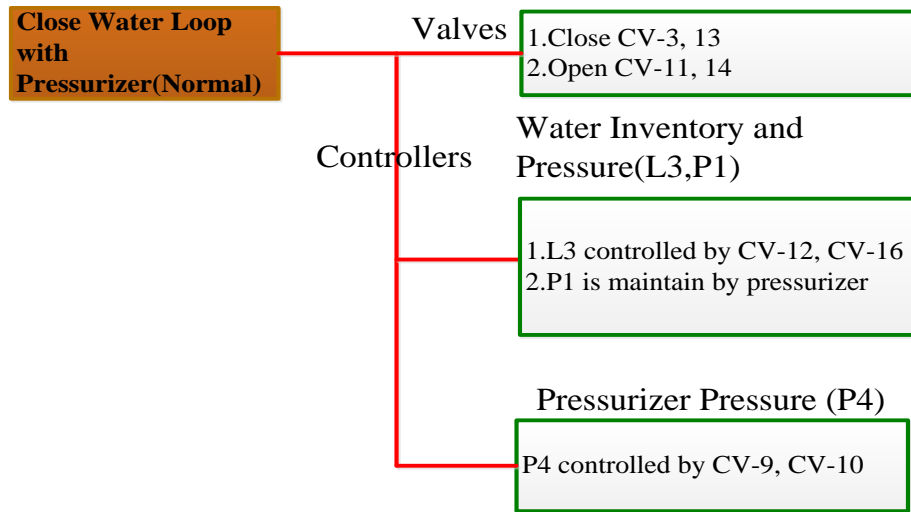 Close Water Loop
with
Pressurizer(Normal)
Valves
1.Close CV-3, 13
2.Open CV-11, 14
Controllers
Water Inventory and
Pressure(L3,P1)
1.L3 controlled by CV-12, CV-16
2.P1 is maintain by pressurizer
Pressurizer Pressure (P4)
P4 controlled by CV-9, CV-10